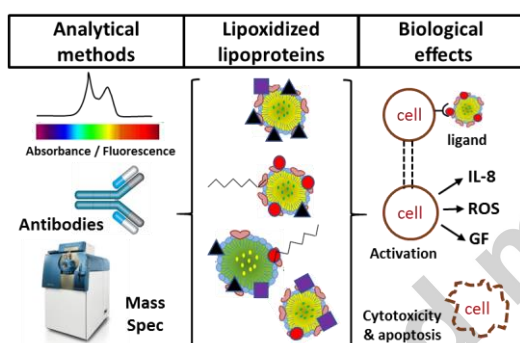 Analytical
methods
Lipoxidized
lipoproteins
Biological
effects
Absorbance / Fluorescence
Antibodies
Mass
Spec
cell
ligand
cell
Activation
IL-8
ROS
GF
Cytotoxicity
& apoptosis
cell